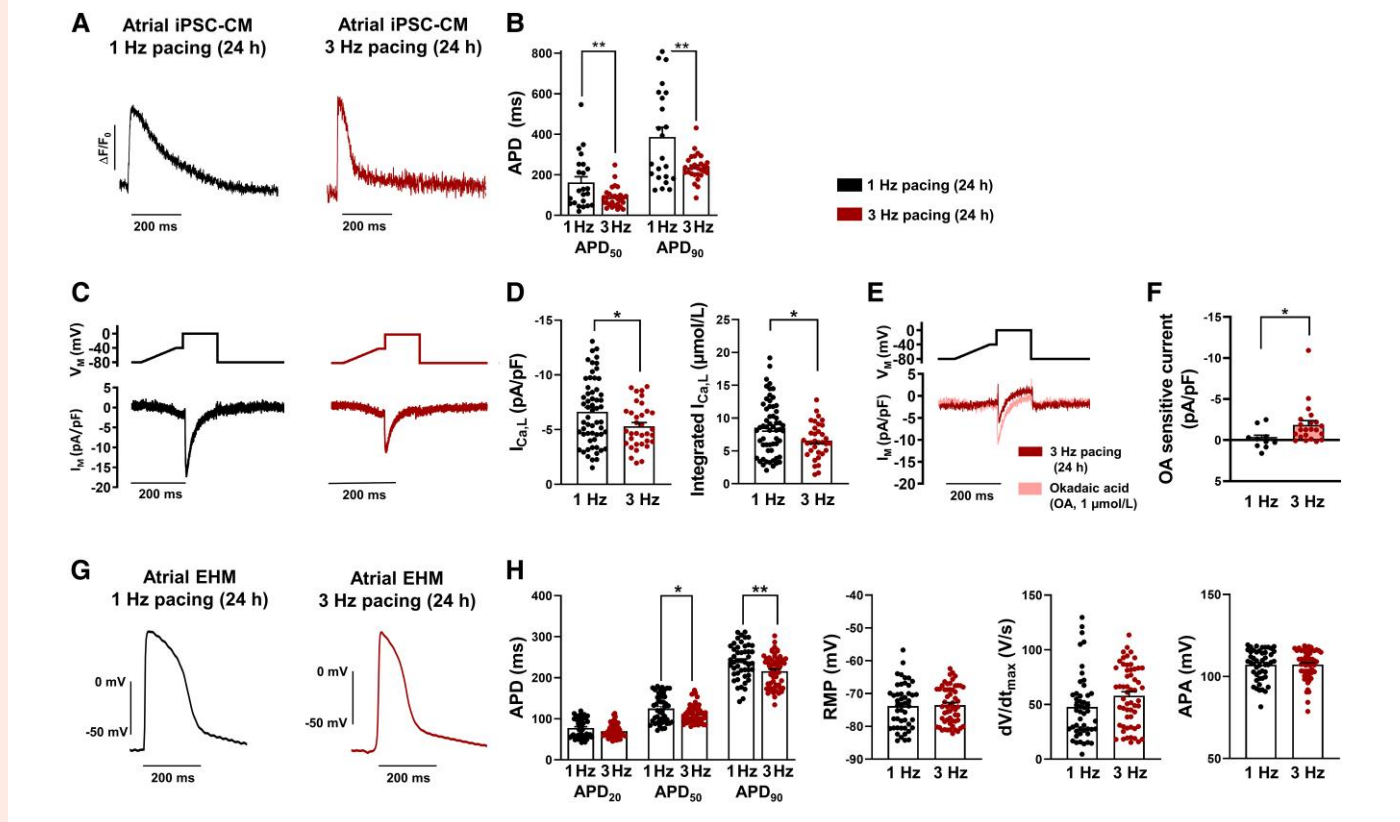 A
Atrial iPSC-CM
1 Hz pacing (24 h)
Atrial iPSC-CM
3 Hz pacing (24 h)
ΔF/F₀
200 ms
200 ms
B
APD (ms)
800
600
400
200
0
**
**
1 Hz 3 Hz 1 Hz 3 Hz
APD₅₀ APD₉₀
1 Hz pacing (24 h)
3 Hz pacing (24 h)
C
V_M (mV)
0
-40
-80
I_M (pA/pF)
5
0
-5
-10
-15
-20
200 ms
200 ms
D
I_Ca,L (pA/pF)
-15
-10
-5
0
*
1 Hz 3 Hz
Integrated I_Ca,L (µmol/L)
25
20
15
10
5
0
*
1 Hz 3 Hz
E
V_M (mV)
0
-40
-80
I_M (pA/pF)
5
0
-5
-10
-15
-20
200 ms
3 Hz pacing
(24 h)
Okadaic acid
(OA, 1 µmol/L)
F
OA sensitive current
(pA/pF)
-15
-10
-5
0
5
*
1 Hz 3 Hz
G
Atrial EHM
1 Hz pacing (24 h)
Atrial EHM
3 Hz pacing (24 h)
0 mV
-50 mV
0 mV
-50 mV
200 ms
200 ms
H
APD (ms)
400
300
200
100
0
*
**
1 Hz 3 Hz 1 Hz 3 Hz 1 Hz 3 Hz
APD₂₀ APD₅₀ APD₉₀
RMP (mV)
-40
-50
-60
-70
-80
-90
1 Hz 3 Hz
dV/dt_max (V/s)
150
100
50
0
1 Hz 3 Hz
APA (mV)
150
100
50
1 Hz 3 Hz